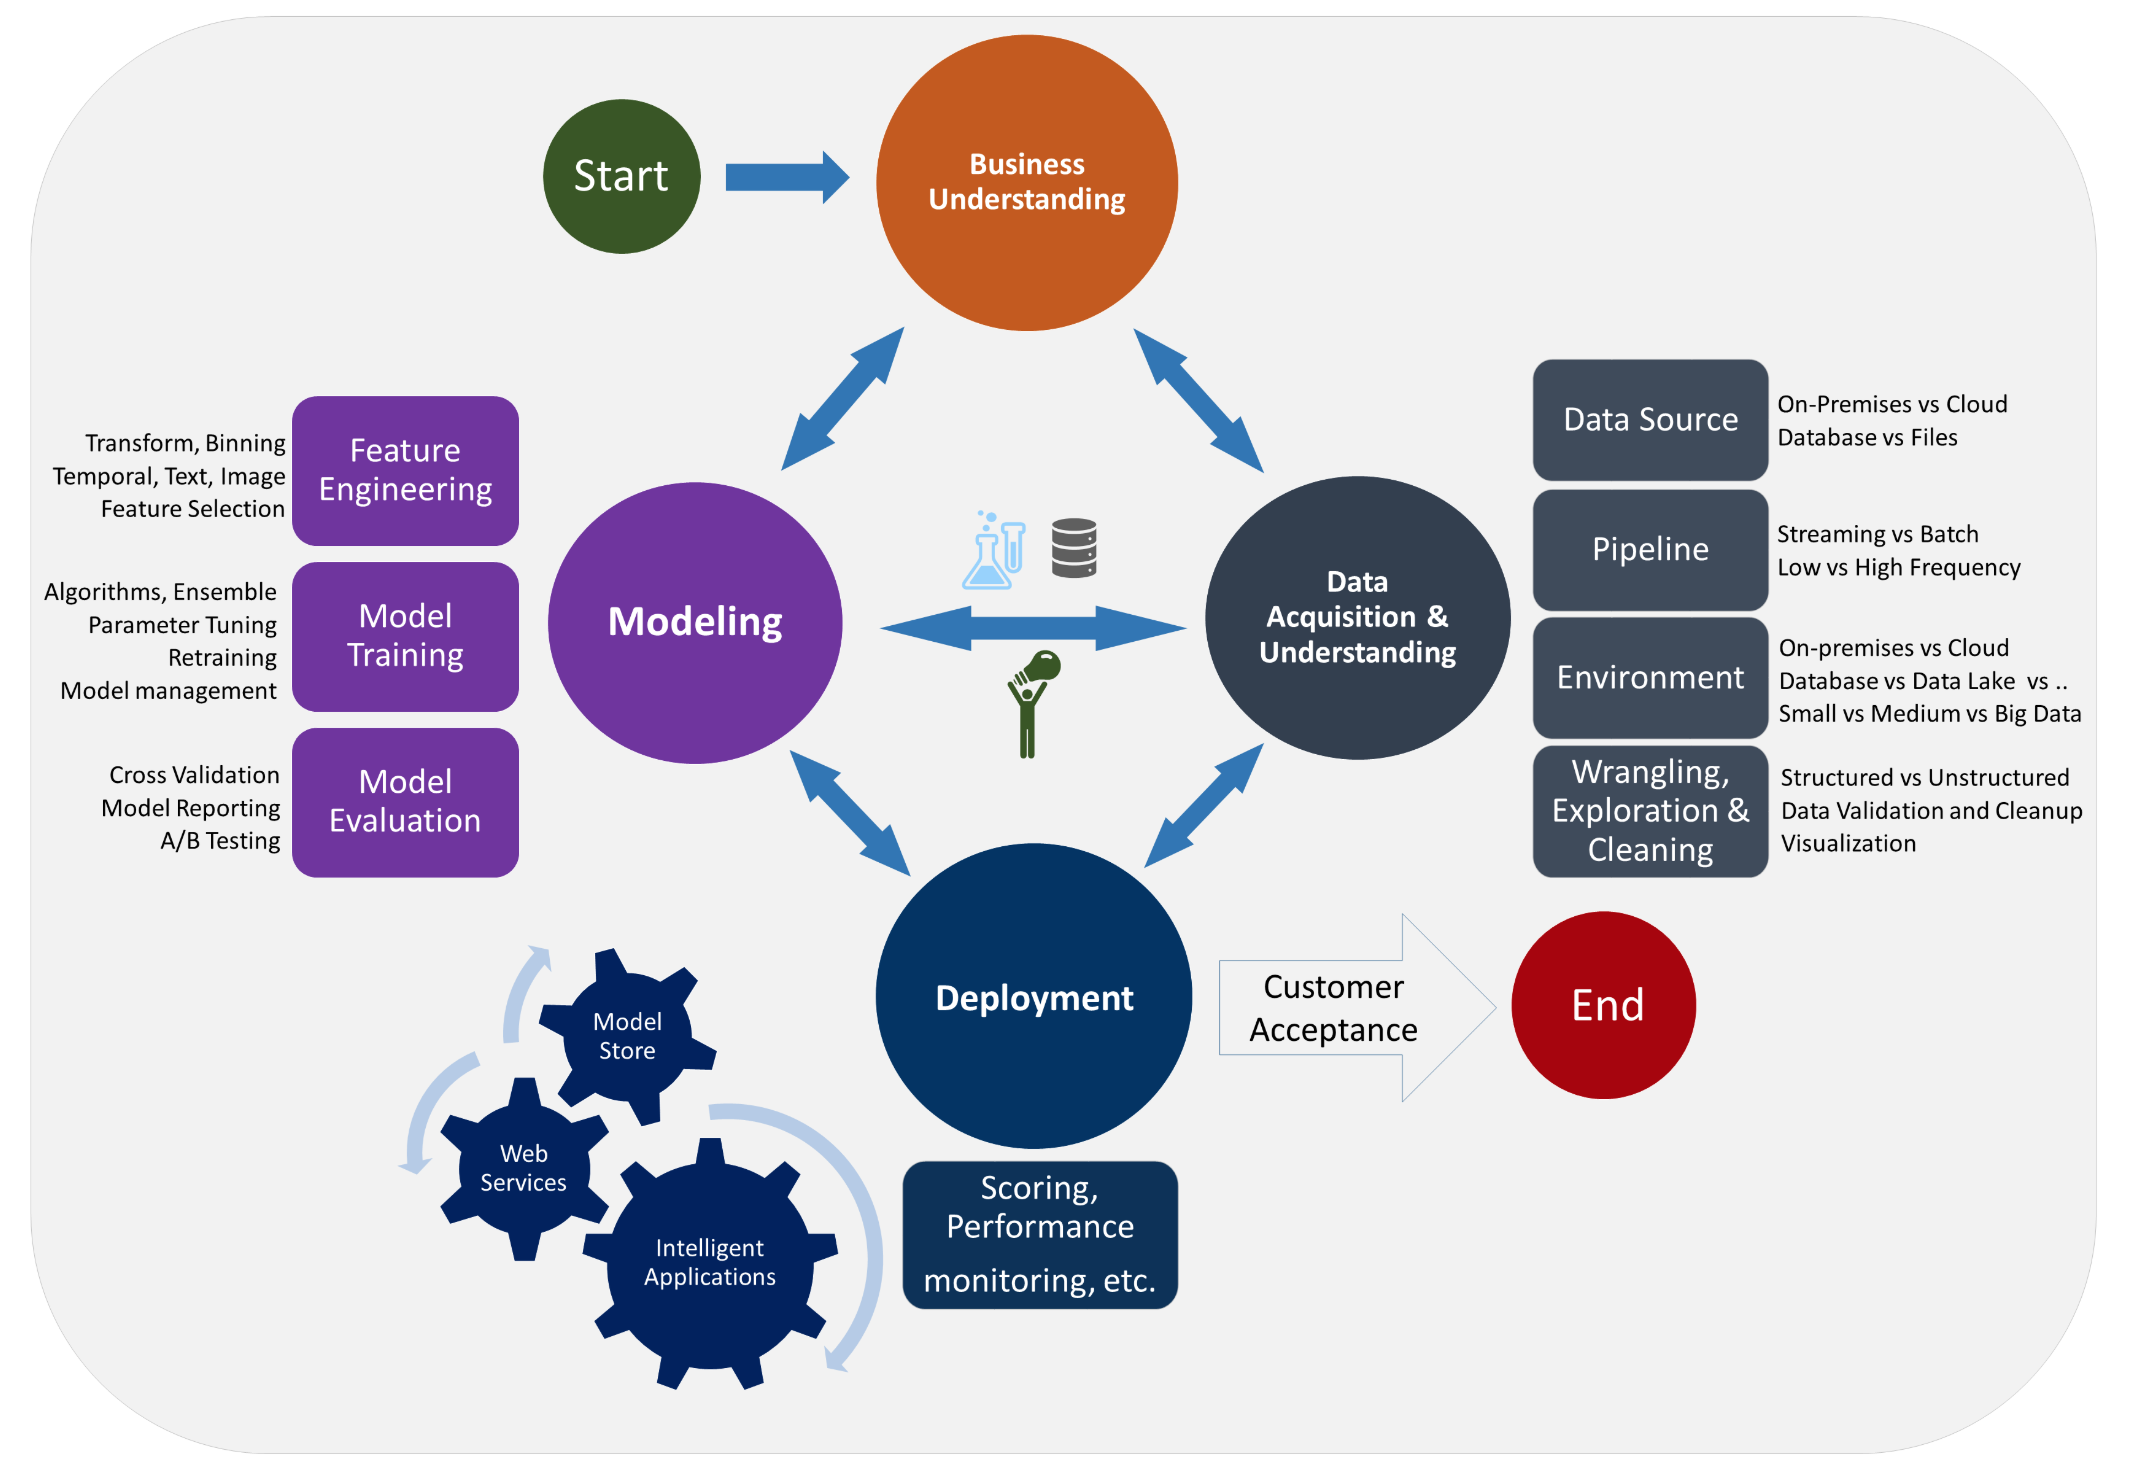 Start
Business
Understanding
Transform, Binning
Temporal, Text, Image
Feature Selection
Feature
Engineering
Algorithms, Ensemble
Parameter Tuning
Retraining
Model management
Model
Training
Cross Validation
Model Reporting
A/B Testing
Model
Evaluation
Modeling
Data
Acquisition &
Understanding
Data Source
On-Premises vs Cloud
Database vs Files
Pipeline
Streaming vs Batch
Low vs High Frequency
Environment
On-premises vs Cloud
Database vs Data Lake  vs ..
Small vs Medium vs Big Data
Wrangling,
Exploration &
Cleaning
Structured vs Unstructured
Data Validation and Cleanup
Visualization
Deployment
Customer
Acceptance
End
Model
Store
Web
Services
Intelligent
Applications
Scoring,
Performance
monitoring, etc.